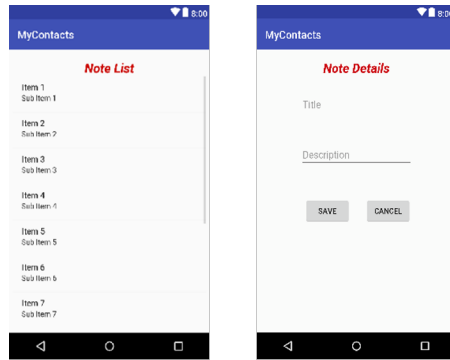 8:00
MyContacts
Note List
Item 1
Sub Item 1
Item 2
Sub Item 2
Item 3
Sub Item 3
Item 4
Sub Item 4
Item 5
Sub Item 5
Item 6
Sub Item 6
Item 7
Sub Item 7
8:00
MyContacts
Note Details
Title
Description
SAVE CANCEL